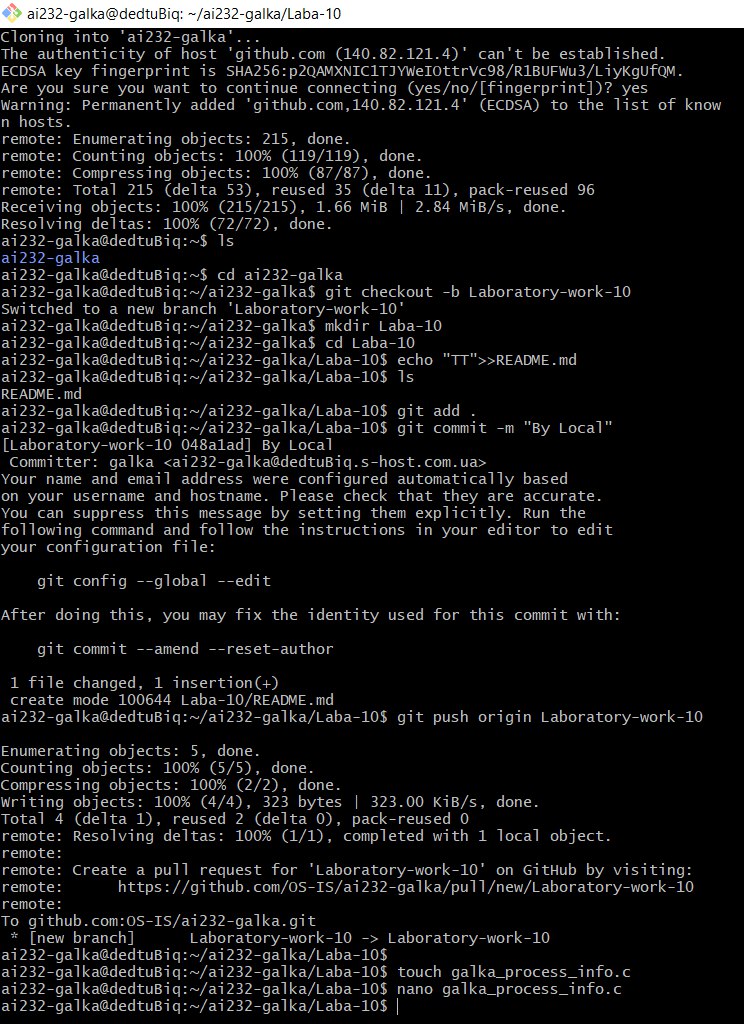 ai232-galka@dedtuBiq: ~/ai232-galka/Laba-10
Cloning into 'ai232-galka'...
The authenticity of host 'github.com (140.82.121.4)' can't be established.
ECDSA key fingerprint is SHA256:p2QAMXNIC1TJYWeIOttrVc98/R1BUFWu3/LiyKgUfQM.
Are you sure you want to continue connecting (yes/no/[fingerprint])? yes
Warning: Permanently added 'github.com,140.82.121.4' (ECDSA) to the list of know
n hosts.
remote: Enumerating objects: 215, done.
remote: Counting objects: 100% (119/119), done.
remote: Compressing objects: 100% (87/87), done.
remote: Total 215 (delta 53), reused 35 (delta 11), pack-reused 96
Receiving objects: 100% (215/215), 1.66 MiB | 2.84 MiB/s, done.
Resolving deltas: 100% (72/72), done.
ai232-galka@dedtuBiq:~$ ls
ai232-galka
ai232-galka@dedtuBiq:~$ cd ai232-galka
ai232-galka@dedtuBiq:~/ai232-galka$ git checkout -b Laboratory-work-10
Switched to a new branch 'Laboratory-work-10'
ai232-galka@dedtuBiq:~/ai232-galka$ mkdir Laba-10
ai232-galka@dedtuBiq:~/ai232-galka$ cd Laba-10
ai232-galka@dedtuBiq:~/ai232-galka/Laba-10$ echo "TT">>README.md
ai232-galka@dedtuBiq:~/ai232-galka/Laba-10$ ls
README.md
ai232-galka@dedtuBiq:~/ai232-galka/Laba-10$ git add .
ai232-galka@dedtuBiq:~/ai232-galka/Laba-10$ git commit -m "By Local"
[Laboratory-work-10 048a1ad] By Local
 Committer: galka <ai232-galka@dedtuBiq.s-host.com.ua>
Your name and email address were configured automatically based
on your username and hostname. Please check that they are accurate.
You can suppress this message by setting them explicitly. Run the
following command and follow the instructions in your editor to edit
your configuration file:

    git config --global --edit

After doing this, you may fix the identity used for this commit with:

    git commit --amend --reset-author

 1 file changed, 1 insertion(+)
 create mode 100644 Laba-10/README.md
ai232-galka@dedtuBiq:~/ai232-galka/Laba-10$ git push origin Laboratory-work-10

Enumerating objects: 5, done.
Counting objects: 100% (5/5), done.
Compressing objects: 100% (2/2), done.
Writing objects: 100% (4/4), 323 bytes | 323.00 KiB/s, done.
Total 4 (delta 1), reused 2 (delta 0), pack-reused 0
remote: Resolving deltas: 100% (1/1), completed with 1 local object.
remote:
remote: Create a pull request for 'Laboratory-work-10' on GitHub by visiting:
remote:      https://github.com/OS-IS/ai232-galka/pull/new/Laboratory-work-10
remote:
To github.com:OS-IS/ai232-galka.git
 * [new branch]      Laboratory-work-10 -> Laboratory-work-10
ai232-galka@dedtuBiq:~/ai232-galka/Laba-10$
ai232-galka@dedtuBiq:~/ai232-galka/Laba-10$ touch galka_process_info.c
ai232-galka@dedtuBiq:~/ai232-galka/Laba-10$ nano galka_process_info.c
ai232-galka@dedtuBiq:~/ai232-galka/Laba-10$